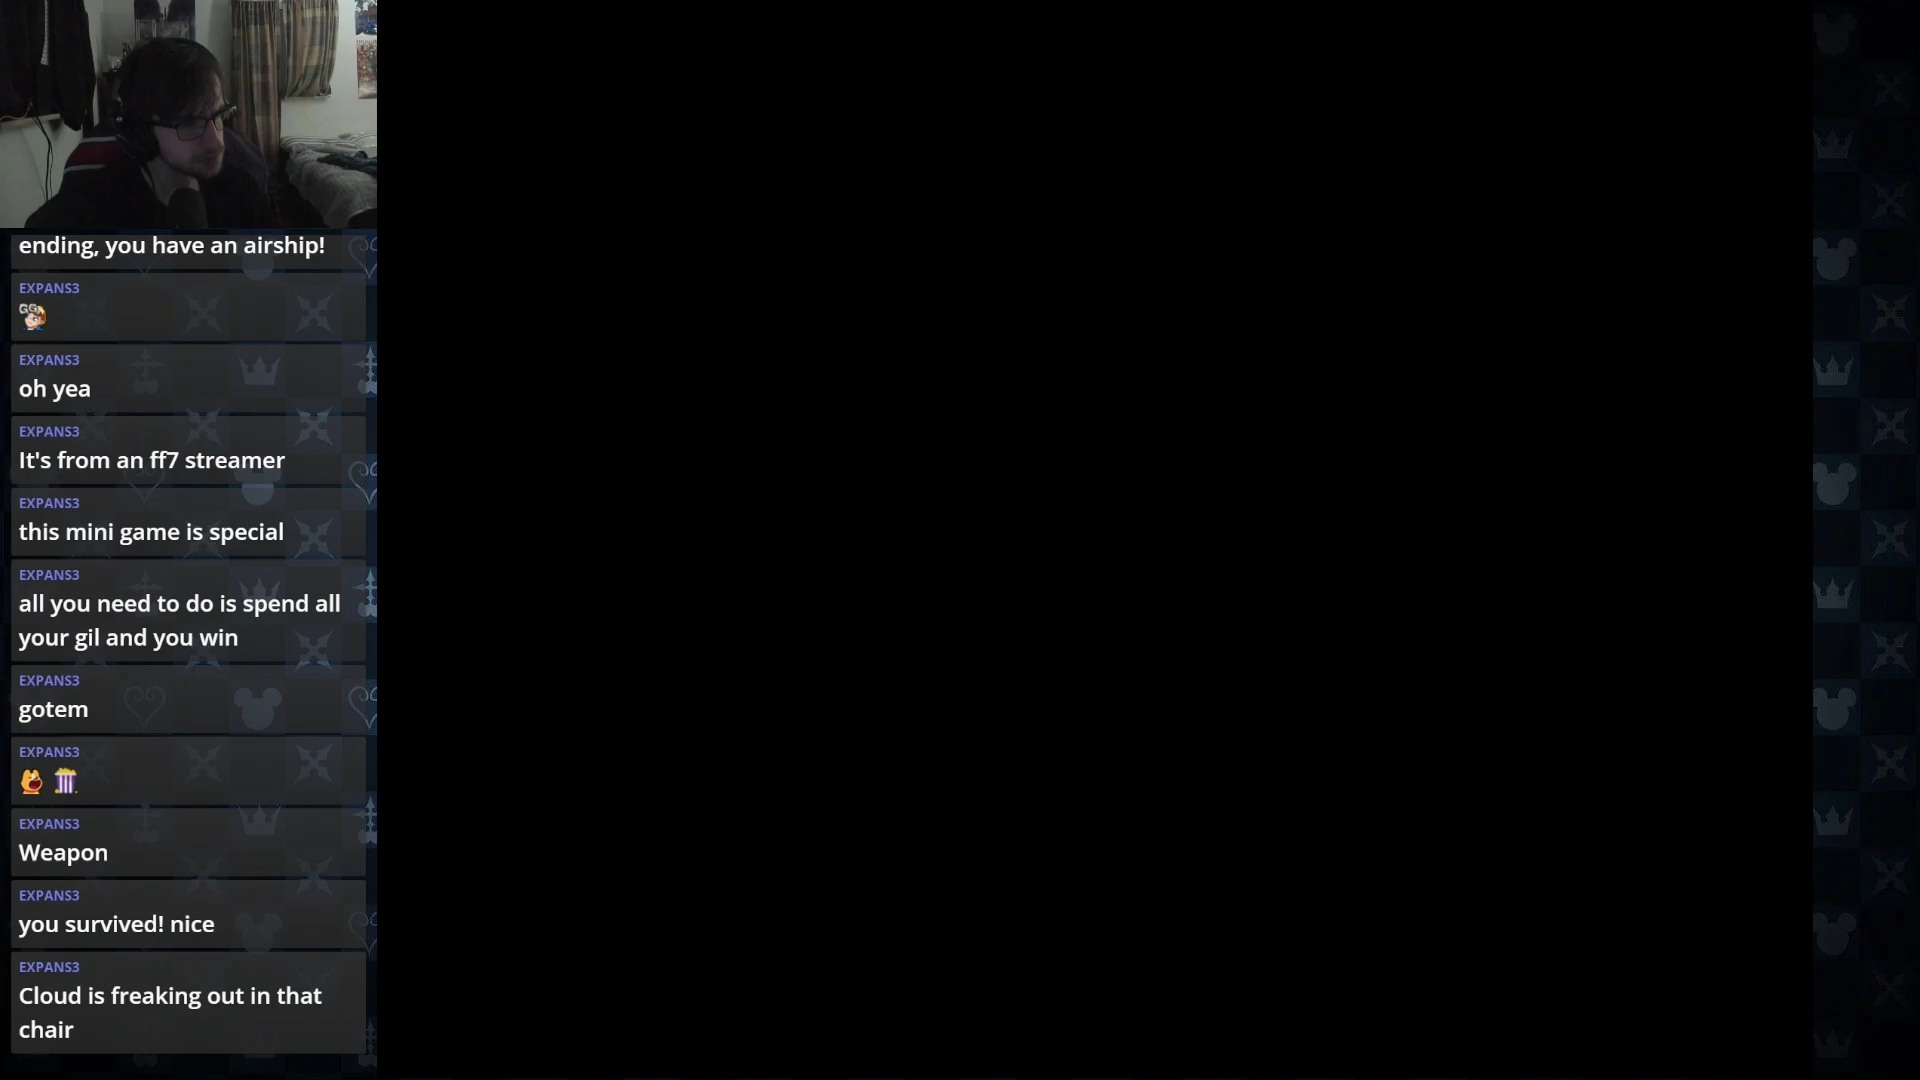 ending, you have an airship!
EXPANS3
GG
EXPANS3
oh yea
EXPANS3
It's from an ff7 streamer
EXPANS3
this mini game is special
EXPANS3
all you need to do is spend all
your gil and you win
EXPANS3
gotem
EXPANS3
EXPANS3
Weapon
EXPANS3
you survived! nice
EXPANS3
Cloud is freaking out in that
chair